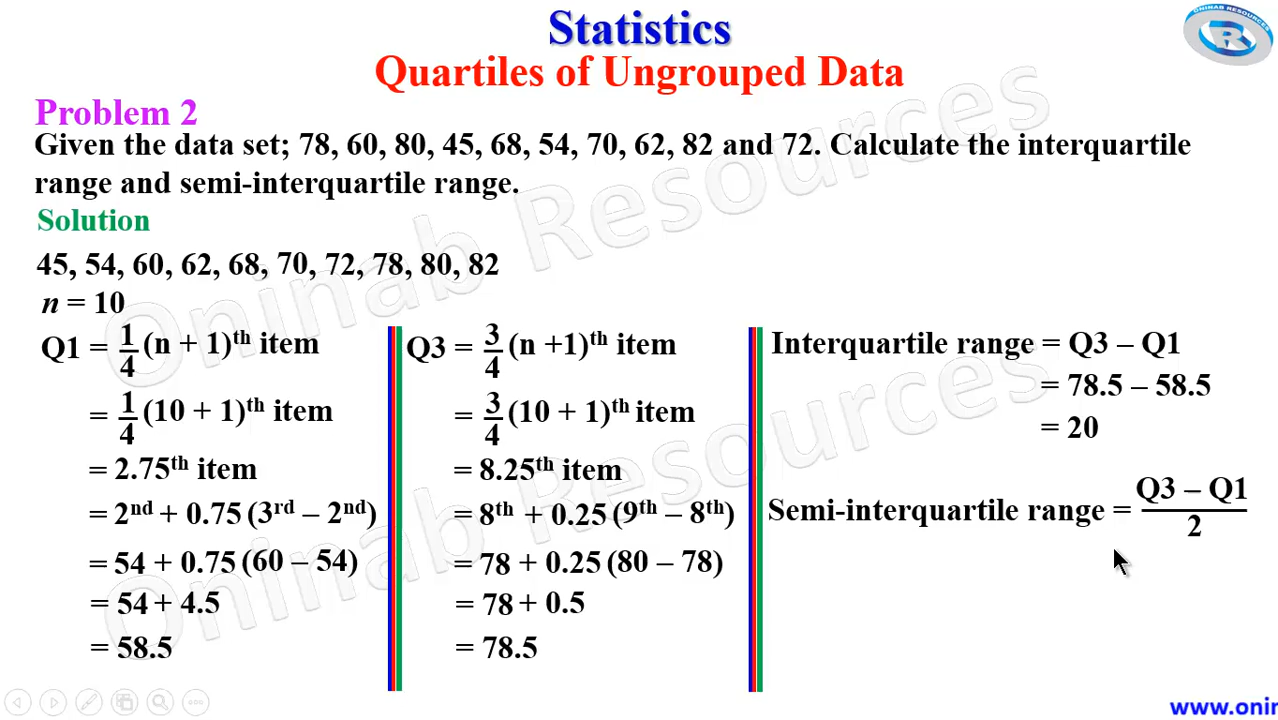 Statistics
ONINAB RESOURCES
R
Quartiles of Ungrouped Data
Problem 2
Given the data set; 78, 60, 80, 45, 68, 54, 70, 62, 82 and 72. Calculate the interquartile
range and semi-interquartile range.
Solution
45, 54, 60, 62, 68, 70, 72, 78, 80, 82
n = 10
Q1 = 1/4 (n + 1)th item
= 1/4 (10 + 1)th item
= 2.75th item
= 2nd + 0.75 (3rd – 2nd)
= 54 + 0.75 (60 – 54)
= 54 + 4.5
= 58.5
Q3 = 3/4 (n +1)th item
= 3/4 (10 + 1)th item
= 8.25th item
= 8th + 0.25 (9th – 8th)
= 78 + 0.25 (80 – 78)
= 78 + 0.5
= 78.5
Interquartile range = Q3 – Q1
= 78.5 – 58.5
= 20
Semi-interquartile range = Q3 – Q1 / 2
Oninab Resources
Oninab Resources
www.onin